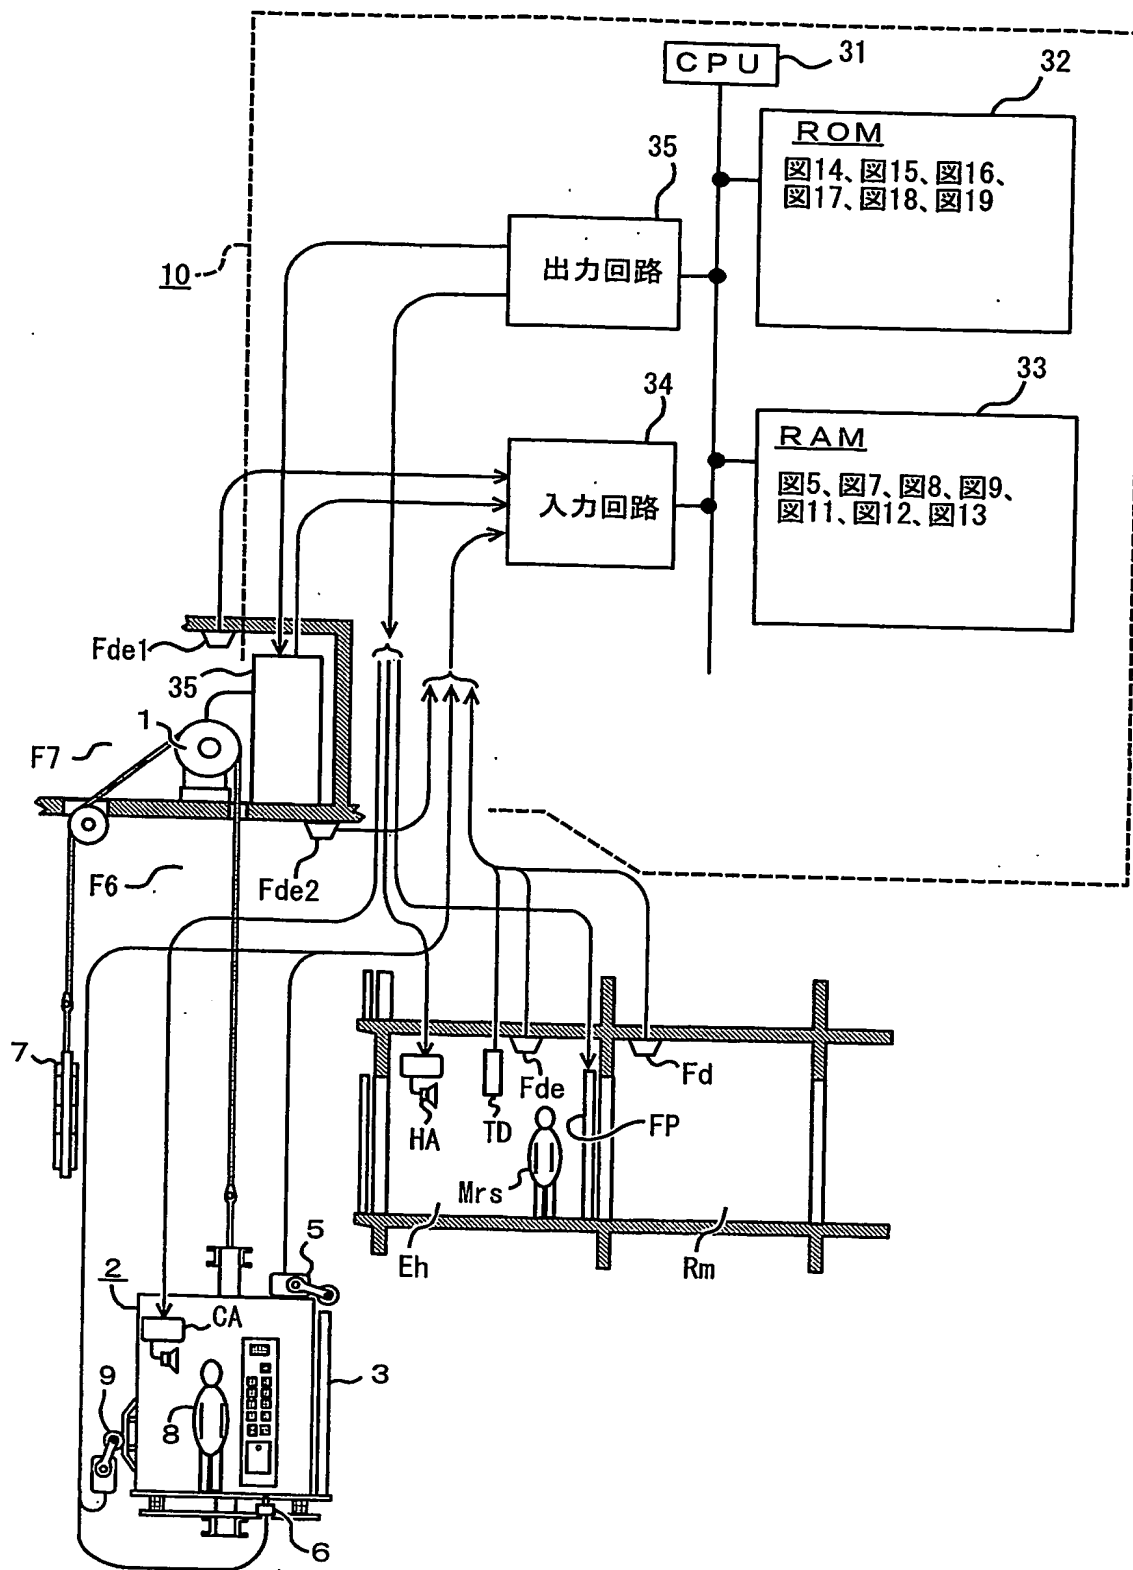 CPU
31
32
ROM
図14、図15、図16、
図17、図18、図19
35
出力回路
10
33
34
RAM
図5、図7、図8、図9、
図11、図12、図13
入力回路
Fde1
35
1
F7
F6
Fde2
7
Fde
Fd
HA
TD
FP
Mrs
Eh
Rm
5
2
CA
3
9
8
6